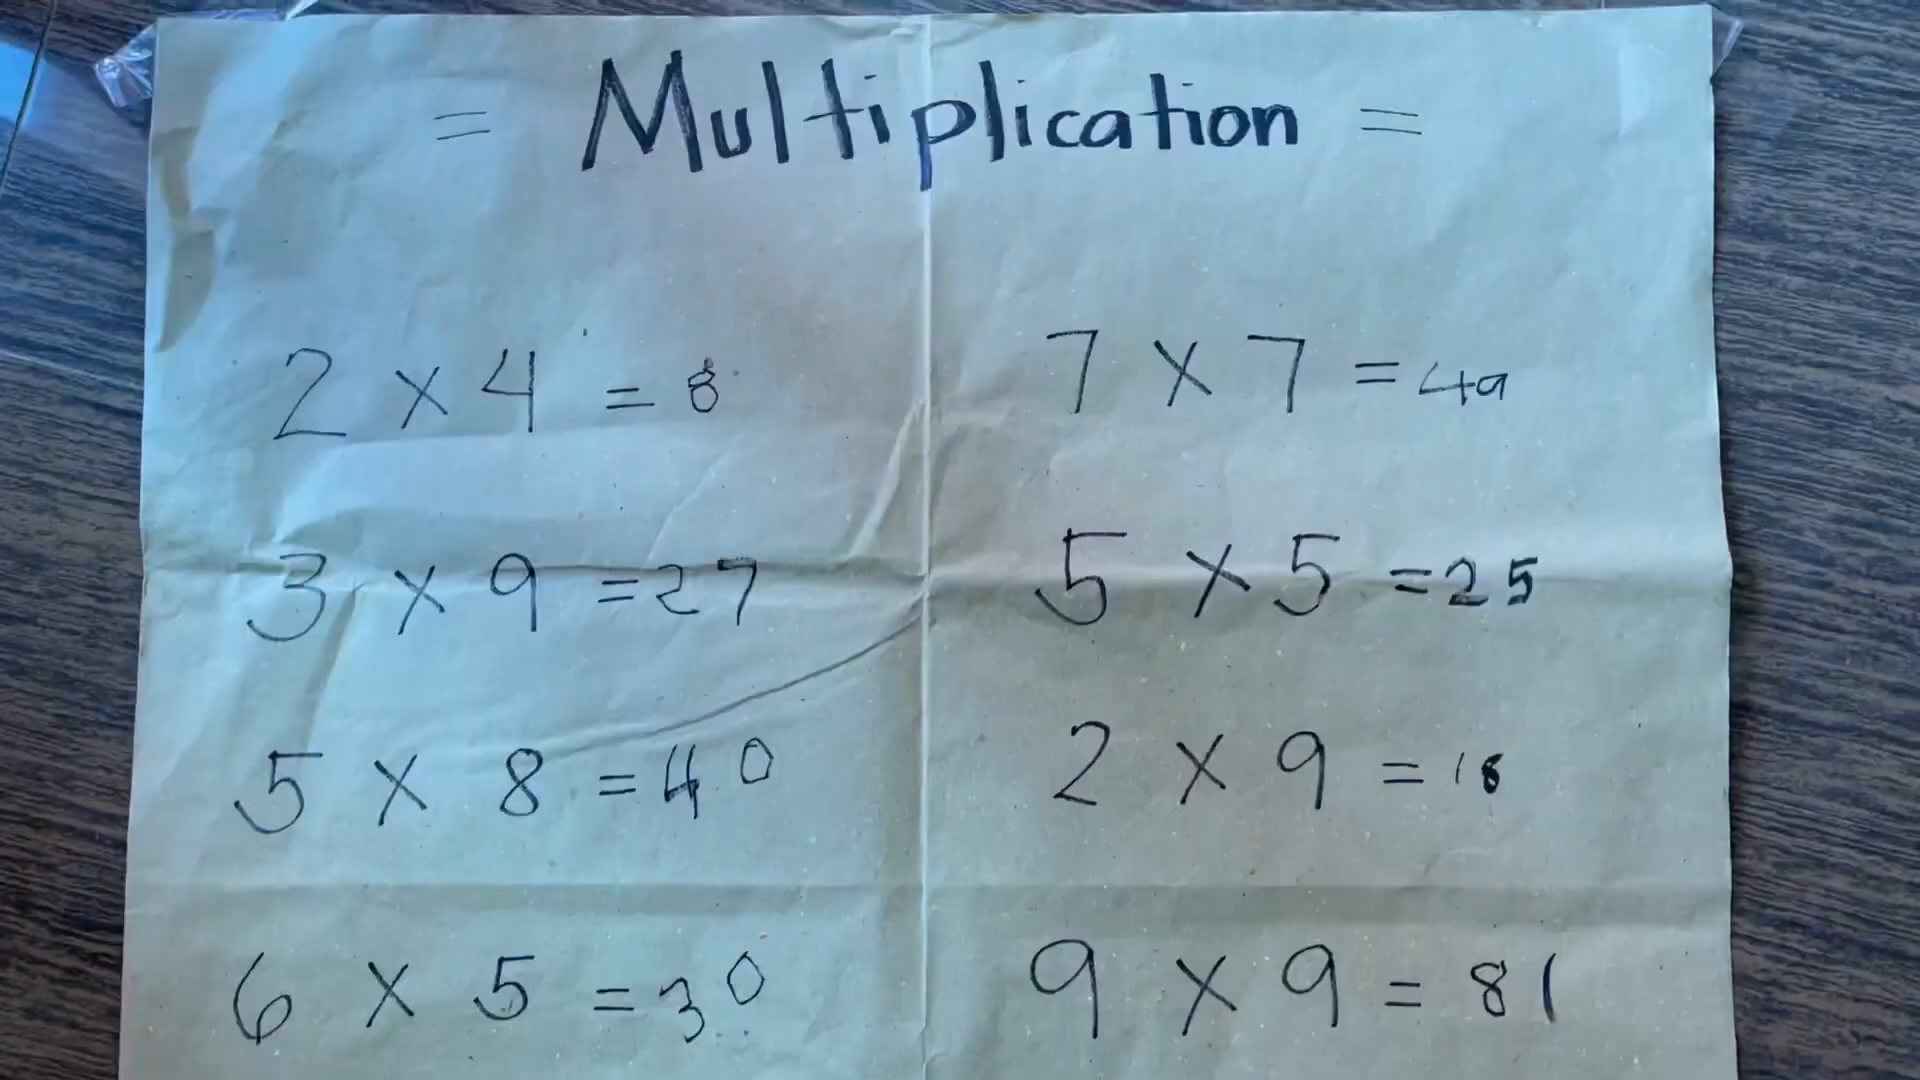 = Multiplication =
2 x 4 = 8
7 x 7 = 49
3 x 9 = 27
5 x 5 = 25
5 x 8 = 40
2 x 9 = 18
6 x 5 = 30
9 x 9 = 81